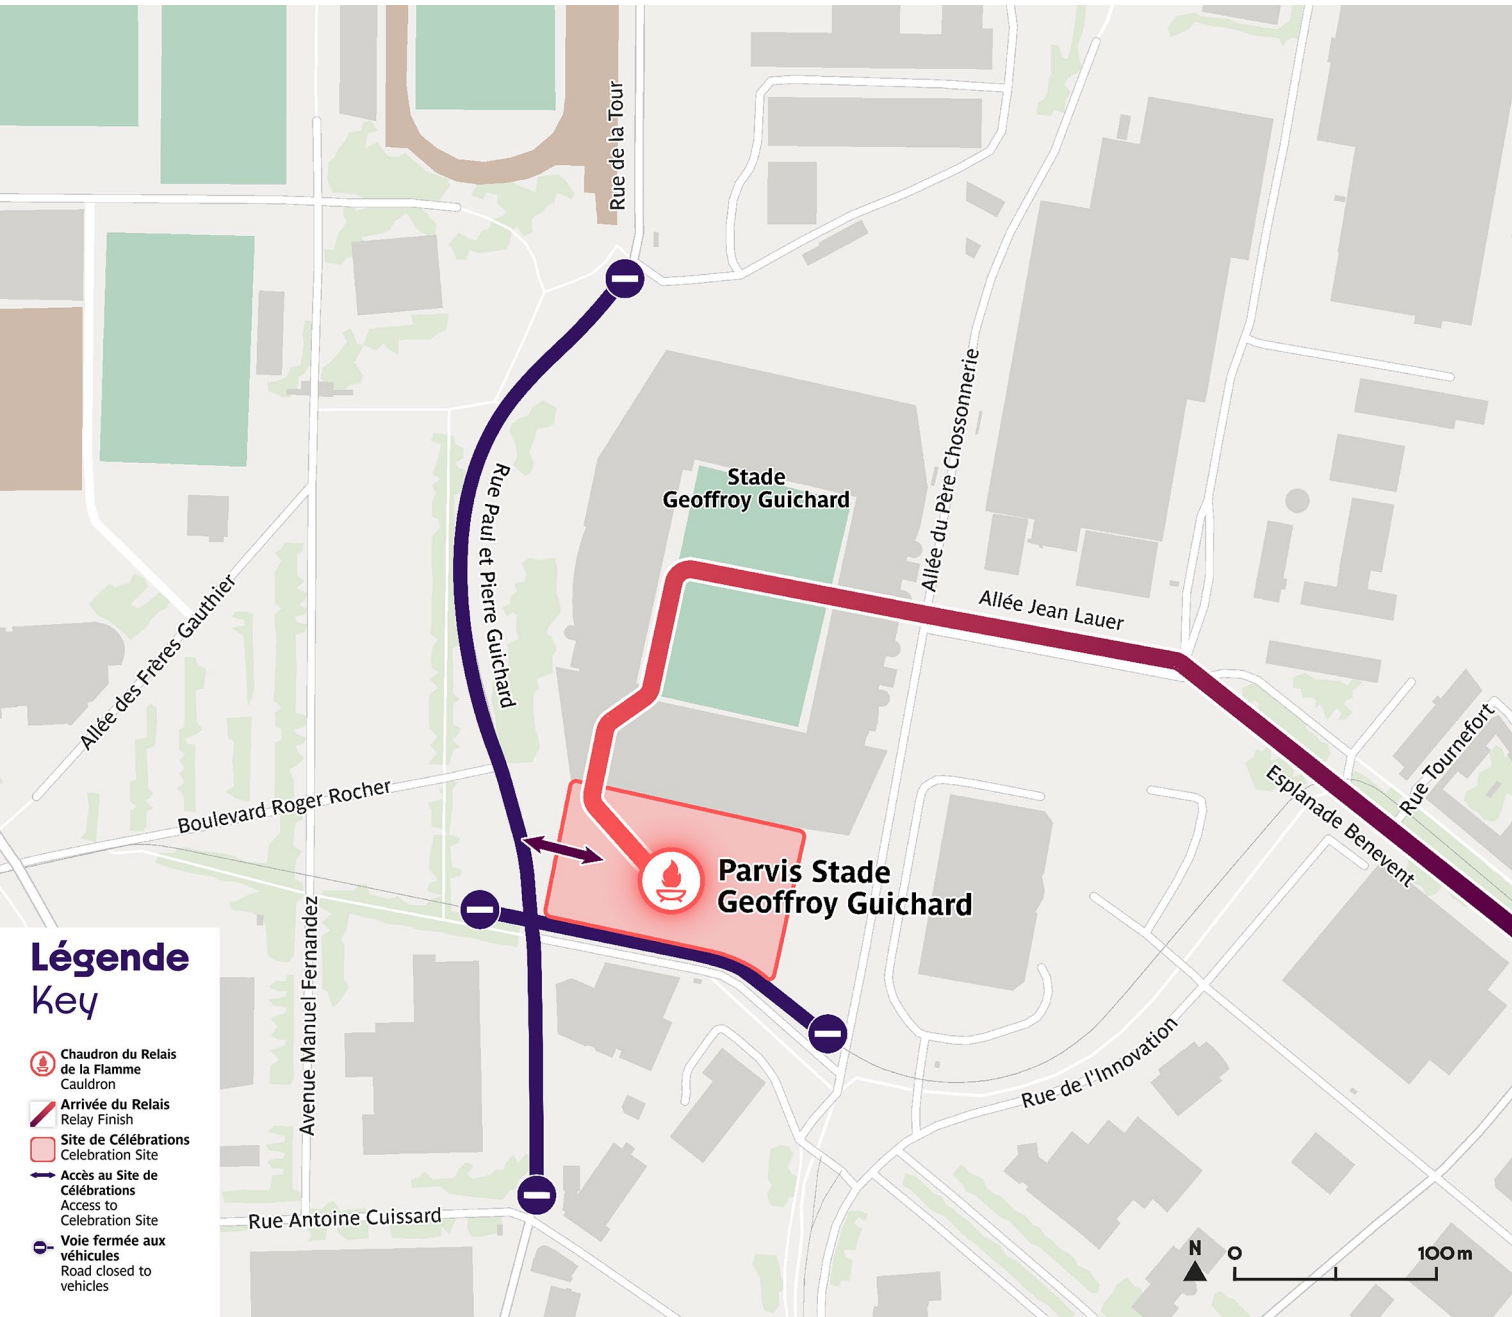 Rue de la Tour
Stade
Geoffroy Guichard
Allée du Père Chossonnerie
Rue Paul et Pierre Guichard
Allée Jean Lauer
Allée des Frères Gauthier
Rue Tournefort
Esplanade Benevent
Boulevard Roger Rocher
Parvis Stade
Geoffroy Guichard
Avenue Manuel Fernandez
Rue de l'Innovation
Rue Antoine Cuissard
Légende
Key
Chaudron du Relais
de la Flamme
Cauldron
Arrivée du Relais
Relay Finish
Site de Célébrations
Celebration Site
Accès au Site de
Célébrations
Access to
Celebration Site
Voie fermée aux
véhicules
Road closed to
vehicles
N
0
100m